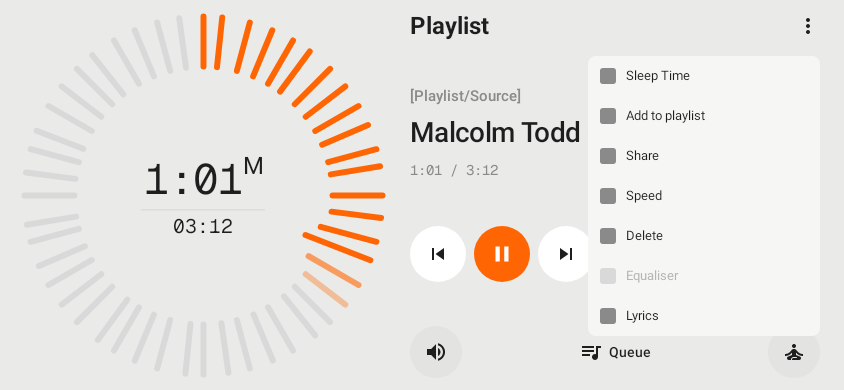 1:01M
03:12
Playlist
[Playlist/Source]
Malcolm Todd
1:01 / 3:12
Sleep Time
Add to playlist
Share
Speed
Delete
Equaliser
Lyrics
Queue